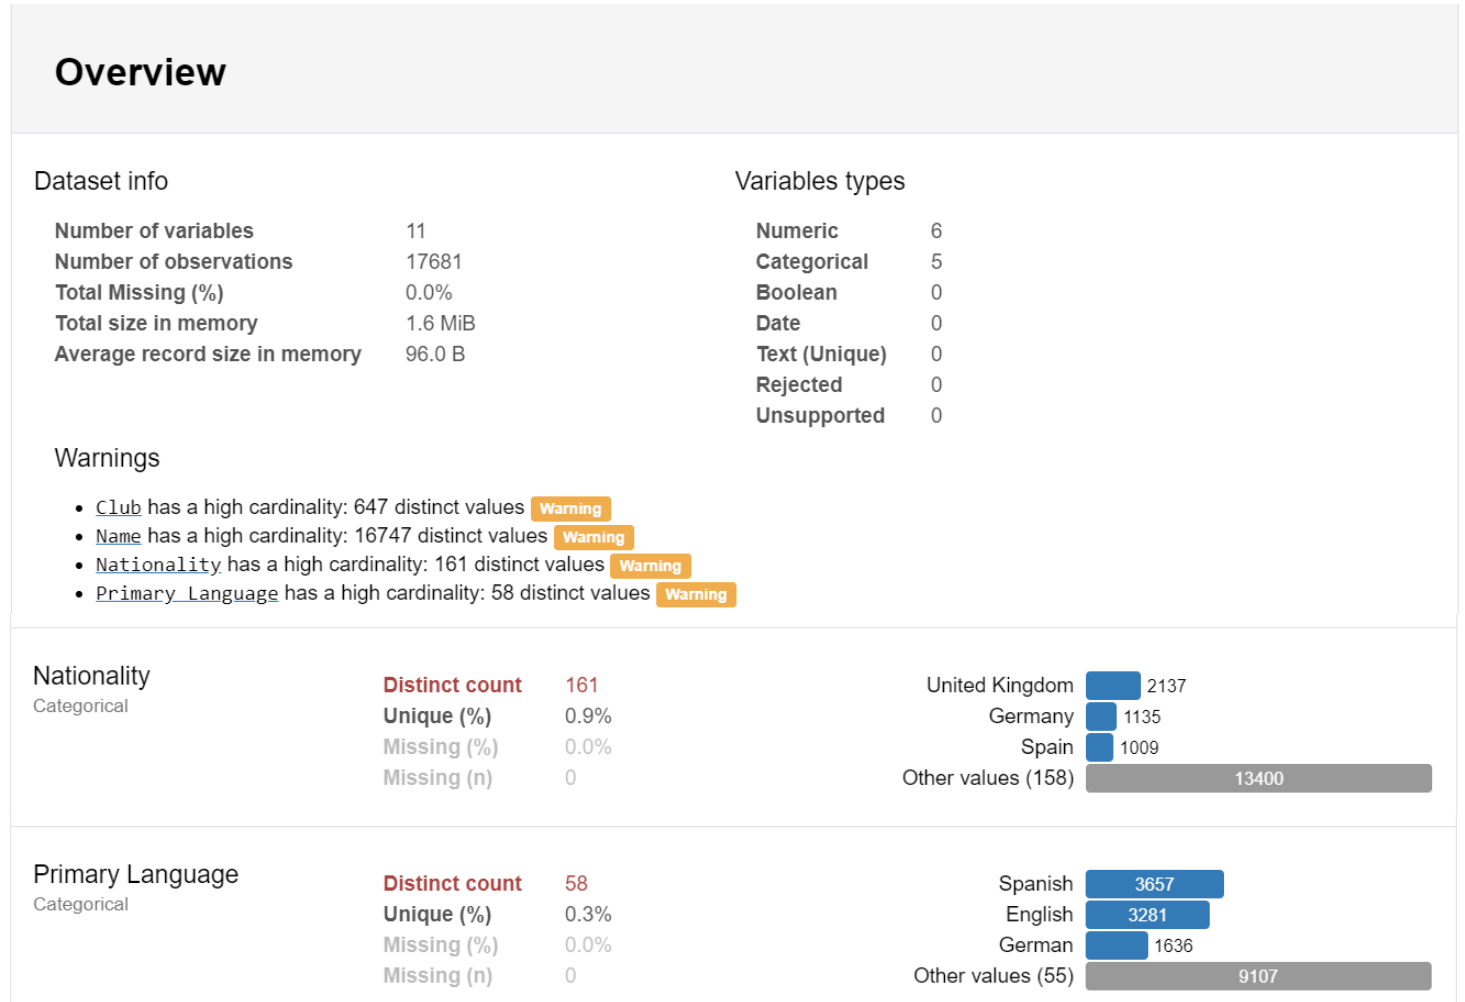 Overview
Dataset info
Number of variables 11
Number of observations 17681
Total Missing (%) 0.0%
Total size in memory 1.6 MiB
Average record size in memory 96.0 B
Variables types
Numeric 6
Categorical 5
Boolean 0
Date 0
Text (Unique) 0
Rejected 0
Unsupported 0
Warnings
• Club has a high cardinality: 647 distinct values Warning
• Name has a high cardinality: 16747 distinct values Warning
• Nationality has a high cardinality: 161 distinct values Warning
• Primary Language has a high cardinality: 58 distinct values Warning
Nationality
Categorical
Distinct count 161
Unique (%) 0.9%
Missing (%) 0.0%
Missing (n) 0
United Kingdom 2137
Germany 1135
Spain 1009
Other values (158) 13400
Primary Language
Categorical
Distinct count 58
Unique (%) 0.3%
Missing (%) 0.0%
Missing (n) 0
Spanish 3657
English 3281
German 1636
Other values (55) 9107